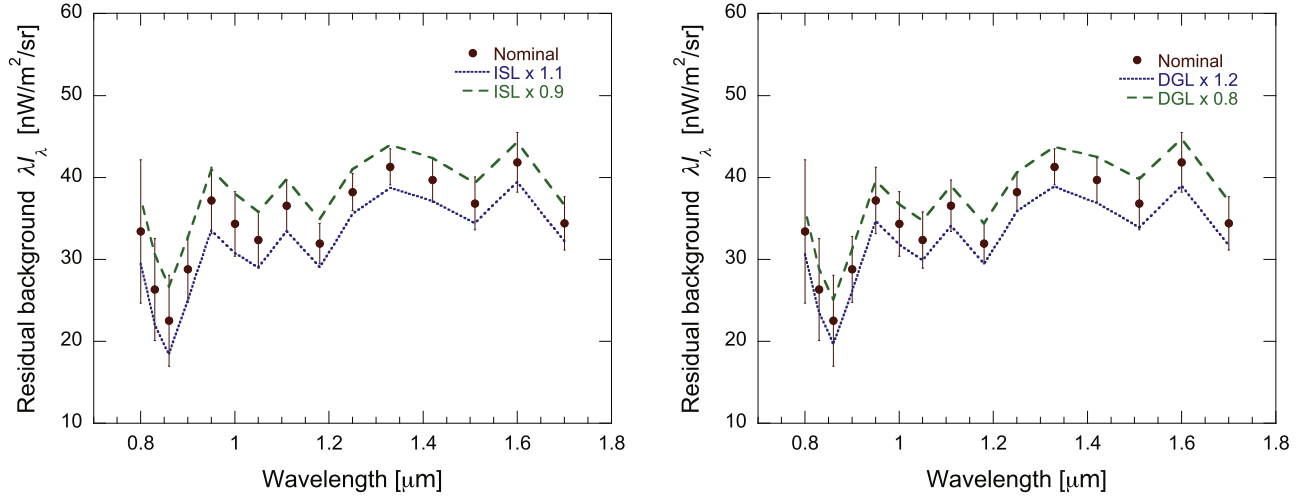 60
50
40
30
20
10
Residual background λI_λ [nW/m²/sr]
Nominal
ISL x 1.1
ISL x 0.9
0.8 1 1.2 1.4 1.6 1.8
Wavelength [μm]
60
50
40
30
20
10
Residual background λI_λ [nW/m²/sr]
Nominal
DGL x 1.2
DGL x 0.8
0.8 1 1.2 1.4 1.6 1.8
Wavelength [μm]